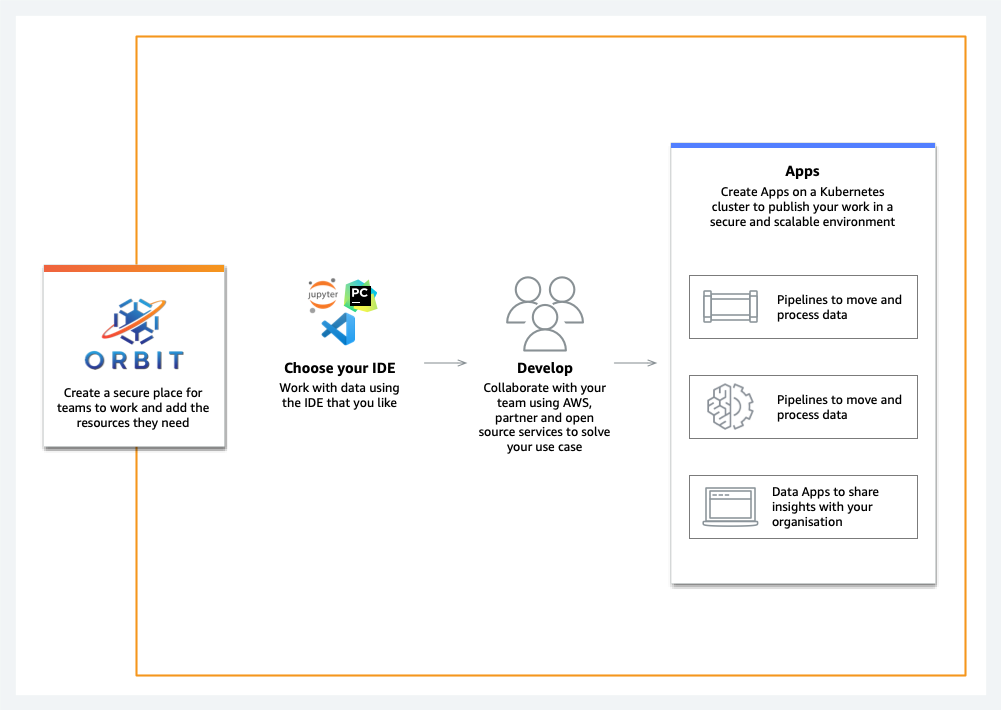 ORBIT
Create a secure place for
teams to work and add the
resources they need
jupyter
PC
Choose your IDE
Work with data using
the IDE that you like
Develop
Collaborate with your
team using AWS,
partner and open
source services to solve
your use case
Apps
Create Apps on a Kubernetes
cluster to publish your work in a
secure and scalable environment
Pipelines to move and
process data
Pipelines to move and
process data
Data Apps to share
insights with your
organisation